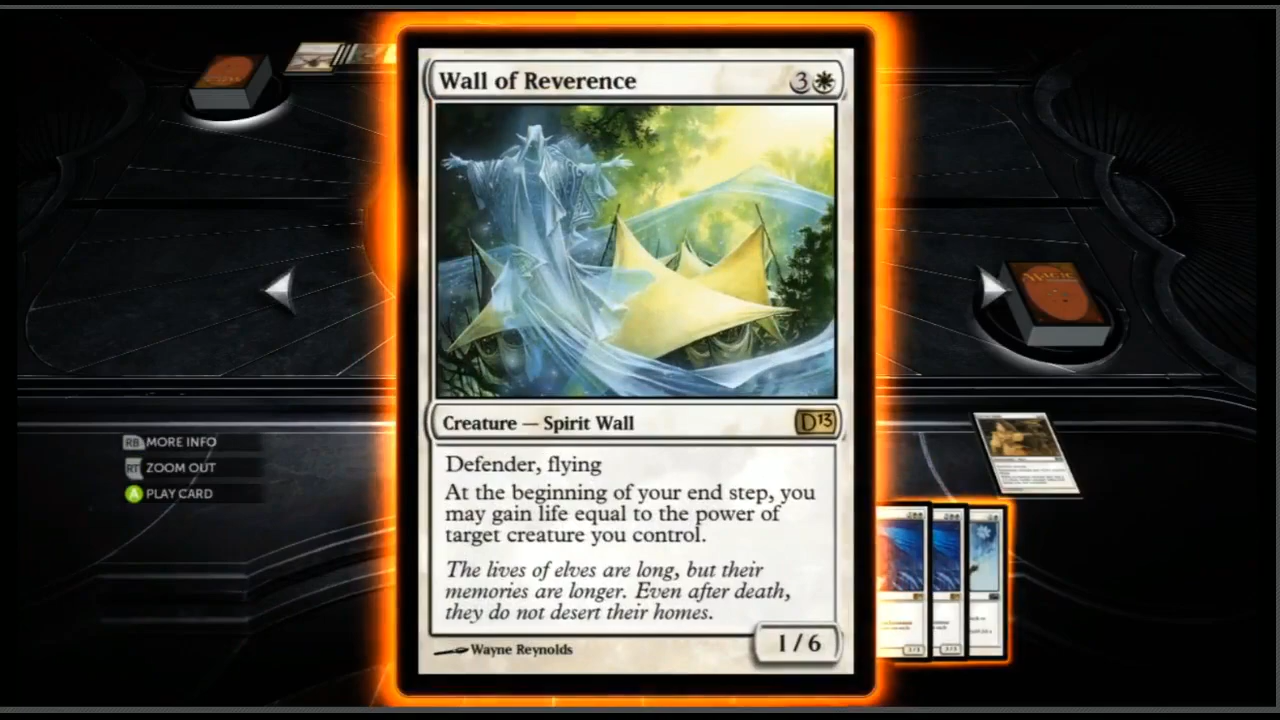 Wall of Reverence 3
Creature — Spirit Wall D13
Defender, flying
At the beginning of your end step, you
may gain life equal to the power of
target creature you control.
The lives of elves are long, but their
memories are longer. Even after death,
they do not desert their homes.
Wayne Reynolds
1/6
RB MORE INFO
RT ZOOM OUT
A PLAY CARD
MAGIC